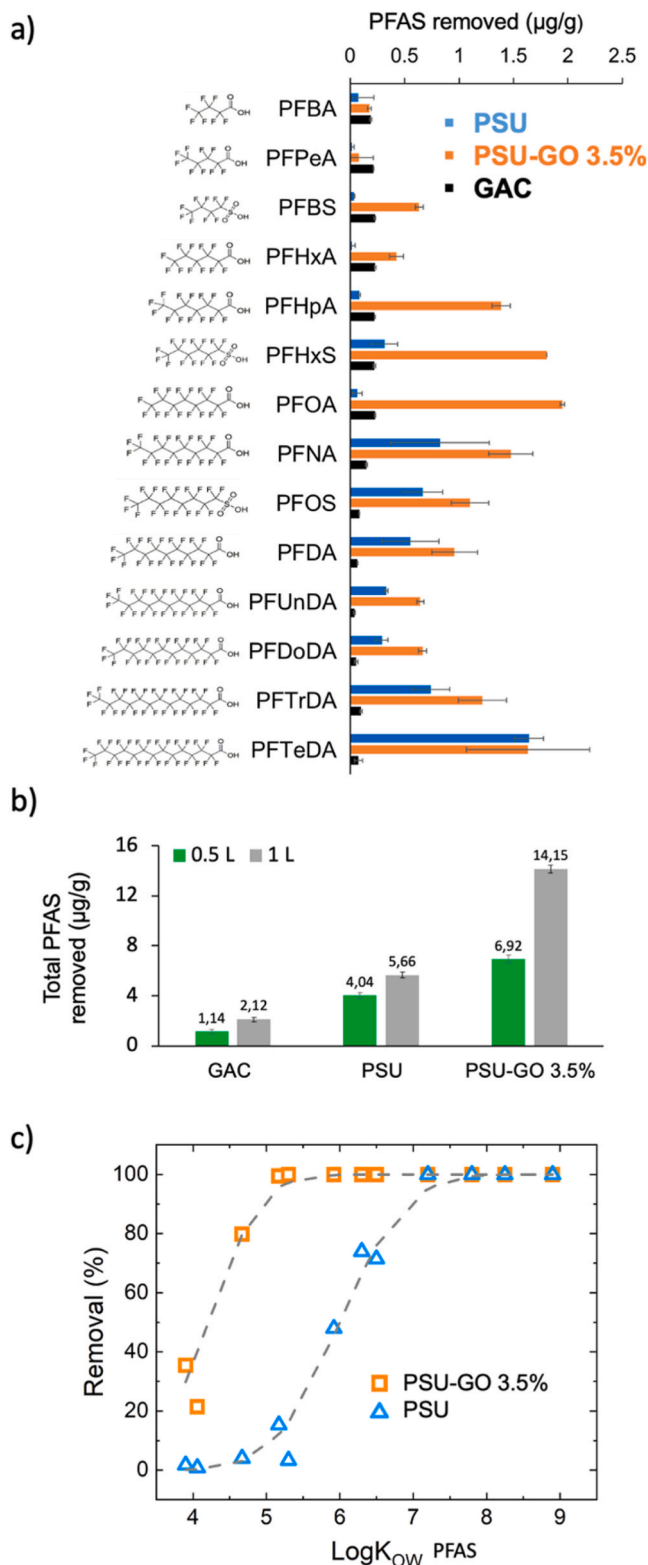 a)
PFAS removed (µg/g)
0 0.5 1 1.5 2 2.5
PFBA
PFPeA
PFBS
PFHxA
PFHpA
PFHxS
PFOA
PFNA
PFOS
PFDA
PFUnDA
PFDoDA
PFTrDA
PFTeDA
PSU
PSU-GO 3.5%
GAC
b)
Total PFAS
removed (µg/g)
16
12
8
4
0
0.5 L 1 L
1,14 2,12 4,04 5,66 6,92 14,15
GAC PSU PSU-GO 3.5%
c)
Removal (%)
100
80
60
40
20
0
PSU-GO 3.5%
PSU
4 5 6 7 8 9
LogK OW PFAS